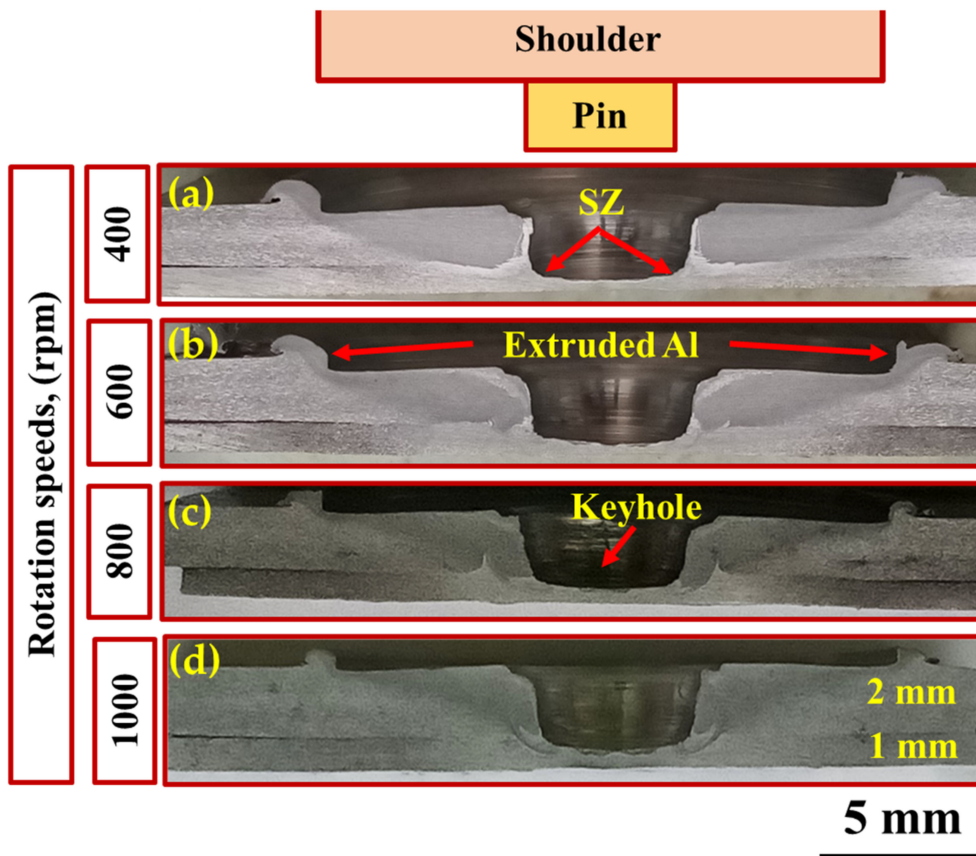 Shoulder
Pin
Rotation speeds, (rpm)
400
(a)
SZ
600
(b)
Extruded Al
800
(c)
Keyhole
1000
(d)
2 mm
1 mm
5 mm